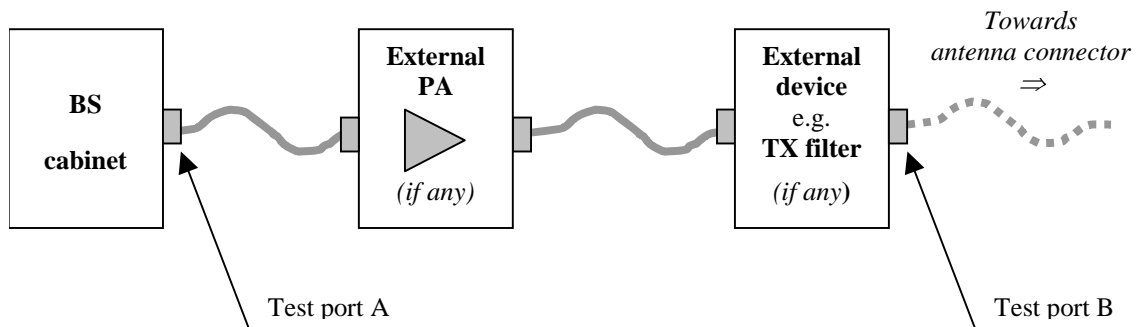 BS
cabinet
External
PA
(if any)
External
device
e.g.
TX filter
(if any)
Towards
antenna connector
⇒
Test port A
Test port B